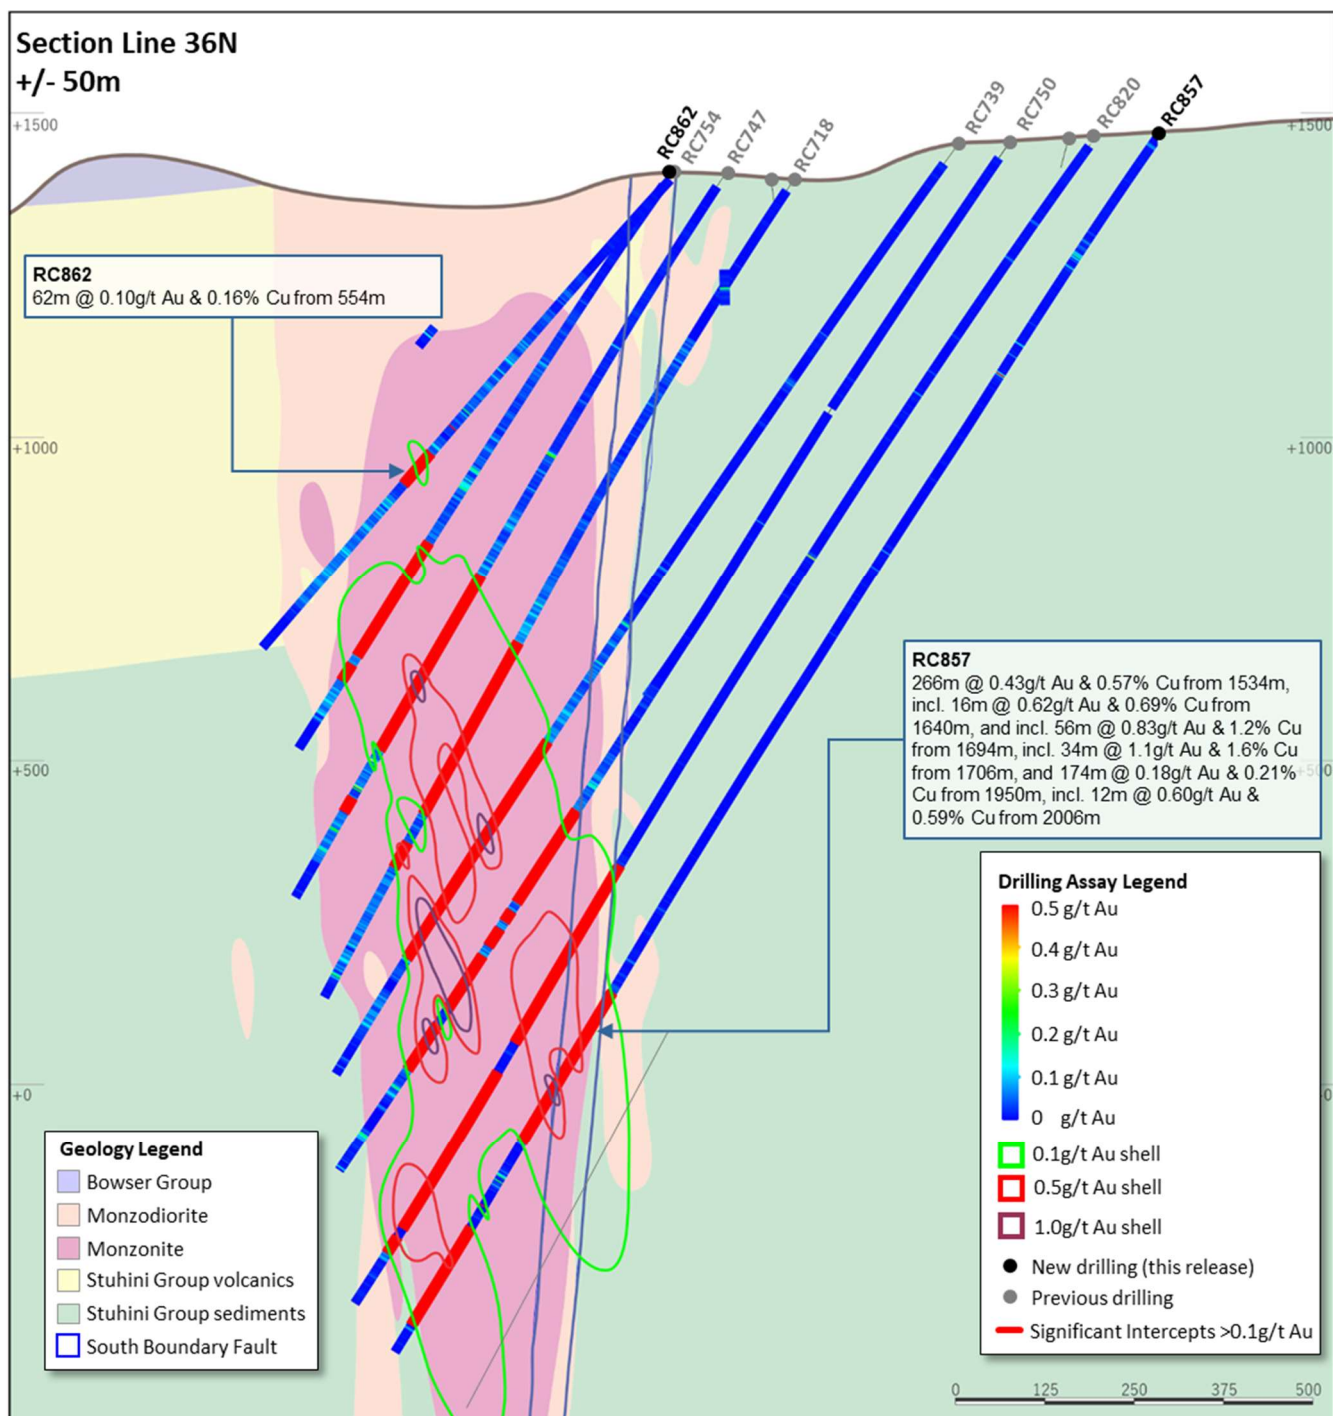 Section Line 36N
+/- 50m
+1500
+1500
RC862
RC754
RC747
RC718
RC739
RC750
RC820
RC857
RC862
62m @ 0.10g/t Au & 0.16% Cu from 554m
+1000
+1000
RC857
266m @ 0.43g/t Au & 0.57% Cu from 1534m,
incl. 16m @ 0.62g/t Au & 0.69% Cu from
1640m, and incl. 56m @ 0.83g/t Au & 1.2% Cu
from 1694m, incl. 34m @ 1.1g/t Au & 1.6% Cu
from 1706m, and 174m @ 0.18g/t Au & 0.21%
Cu from 1950m, incl. 12m @ 0.60g/t Au &
0.59% Cu from 2006m
+500
+500
Drilling Assay Legend
0.5 g/t Au
0.4 g/t Au
0.3 g/t Au
0.2 g/t Au
0.1 g/t Au
0 g/t Au
0.1g/t Au shell
0.5g/t Au shell
1.0g/t Au shell
New drilling (this release)
Previous drilling
Significant Intercepts >0.1g/t Au
+0
Geology Legend
Bowser Group
Monzodiorite
Monzonite
Stuhini Group volcanics
Stuhini Group sediments
South Boundary Fault
0 125 250 375 500